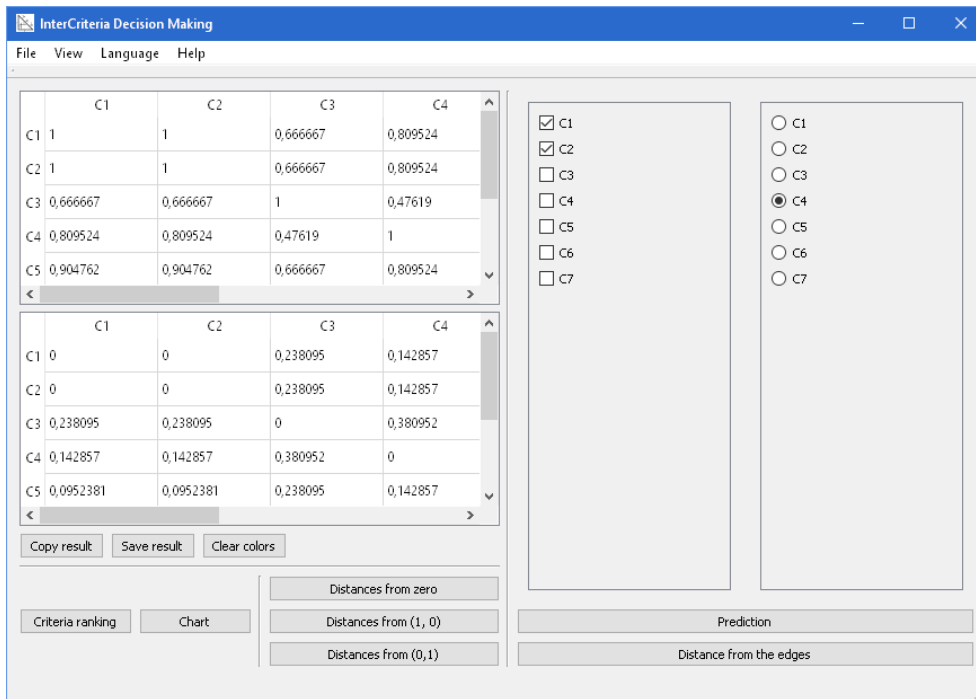 InterCriteria Decision Making
File View Language Help
C1 C2 C3 C4
C1 1 1 0,666667 0,809524
C2 1 1 0,666667 0,809524
C3 0,666667 0,666667 1 0,47619
C4 0,809524 0,809524 0,47619 1
C5 0,904762 0,904762 0,666667 0,809524
C1 C2 C3 C4
C1 0 0 0,238095 0,142857
C2 0 0 0,238095 0,142857
C3 0,238095 0,238095 0 0,380952
C4 0,142857 0,142857 0,380952 0
C5 0,0952381 0,0952381 0,238095 0,142857
Copy result Save result Clear colors
Criteria ranking Chart
Distances from zero
Distances from (1, 0)
Distances from (0,1)
C1
C2
C3
C4
C5
C6
C7
C1
C2
C3
C4
C5
C6
C7
Prediction
Distance from the edges